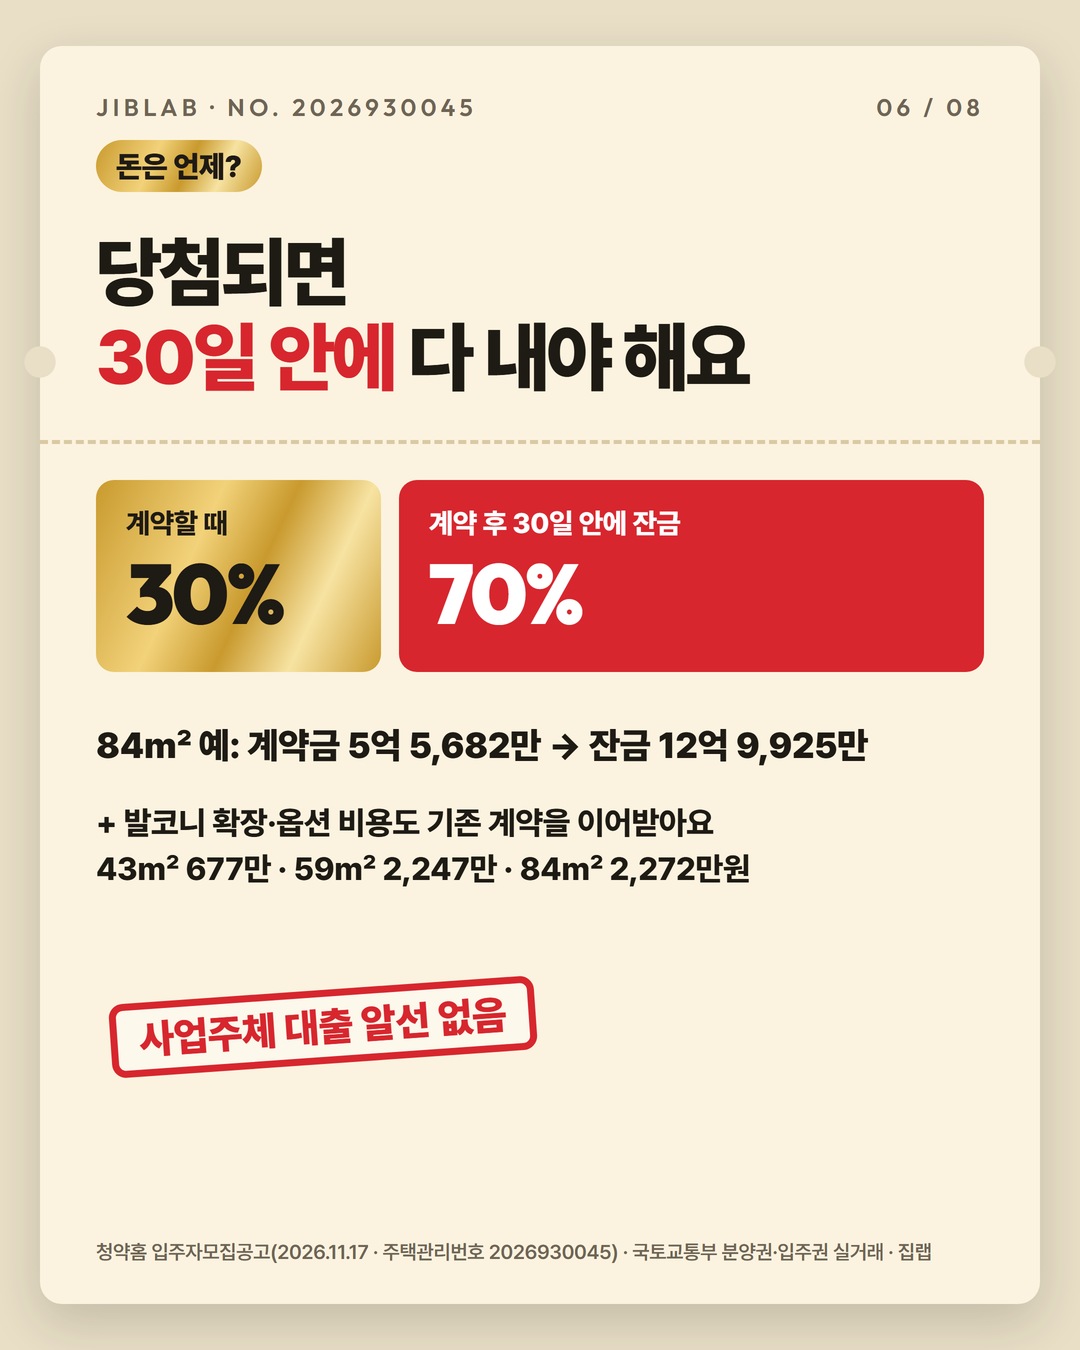 JIBLAB · NO. 2026930045
06 / 08
돈은 언제?
당첨되면
30일 안에 다 내야 해요
계약할 때
30%
계약 후 30일 안에 잔금
70%
84m² 예: 계약금 5억 5,682만 → 잔금 12억 9,925만
+ 발코니 확장·옵션 비용도 기존 계약을 이어받아요
43m² 677만 · 59m² 2,247만 · 84m² 2,272만원
사업주체 대출 알선 없음
청약홈 입주자모집공고(2026.11.17 · 주택관리번호 2026930045) · 국토교통부 분양권·입주권 실거래 · 집랩